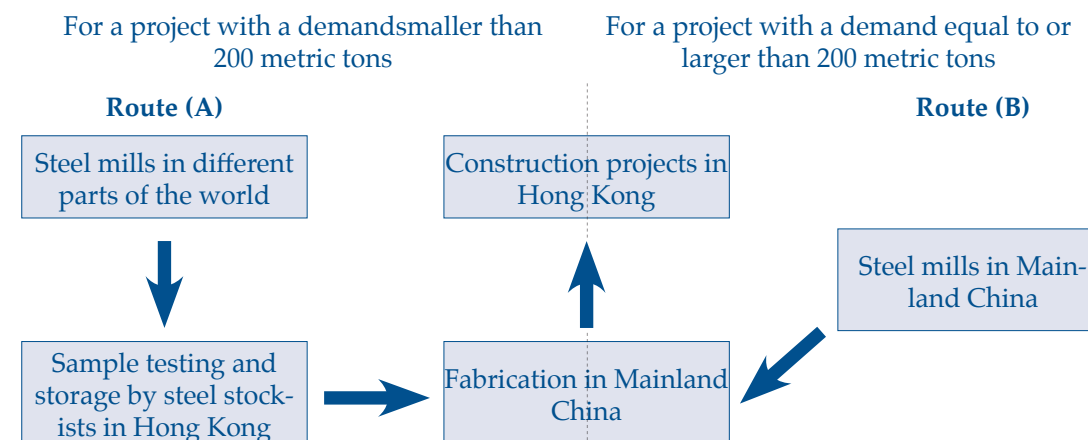 For a project with a demandsmaller than
200 metric tons
For a project with a demand equal to or
larger than 200 metric tons
Route (A)
Route (B)
Steel mills in different
parts of the world
Construction projects in
Hong Kong
Steel mills in Main-
land China
Sample testing and
storage by steel stock-
ists in Hong Kong
Fabrication in Mainland
China